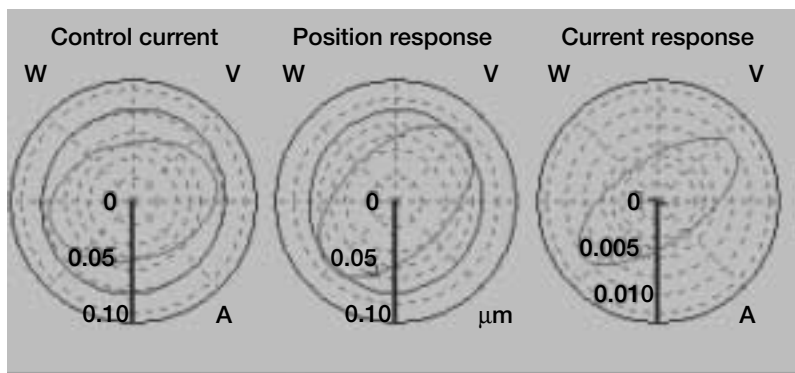 Control current Position response Current response
W V W V W V
0 0 0
0.05 0.05 0.005
0.10 A 0.10 μm 0.010 A